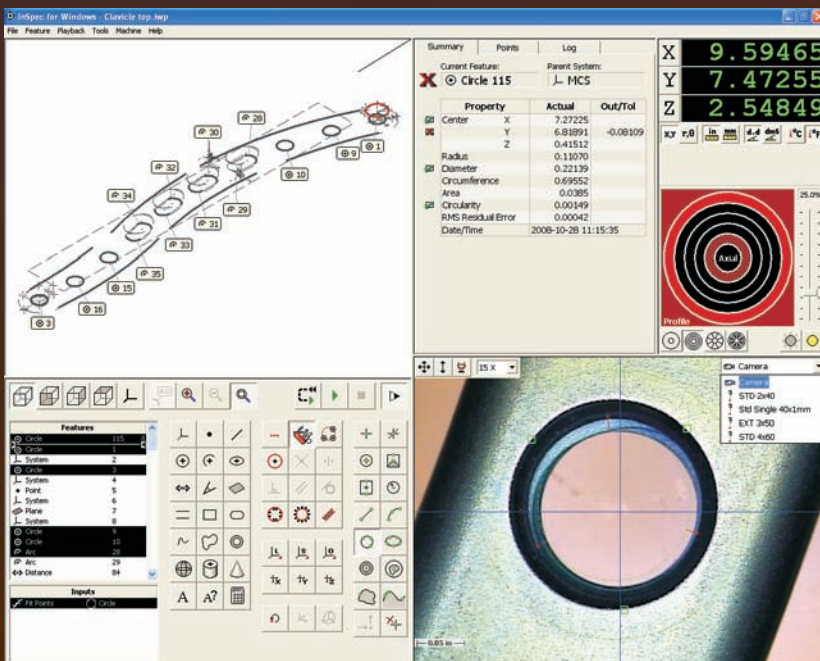 InSpec for Windows - Clavicle top.iwp
File Feature Playback Tools Machine Help
30
28
32
9
1
10
34
29
31
33
35
15
16
3
Summary Points Log
Current Feature: Parent System:
Circle 115 MCS
Property Actual Out/Tol
Center X 7.27225
Y 6.81891 -0.08109
Z 0.41512
Radius 0.11070
Diameter 0.22139
Circumference 0.69552
Area 0.0385
Circularity 0.00149
RMS Residual Error 0.00042
Date/Time 2008-10-28 11:15:35
X 9.59465
Y 7.47255
Z 2.54849
x,y r,θ in mm d.d dms °C °F
25.0%
Axial
Profile
15 X
Camera
Camera
STD 2x40
Std Single 40x1mm
EXT 3x50
STD 4x60
Features
Circle 115
Circle 1
System 2
Circle 3
System 4
Point 5
System 6
Plane 7
System 8
Circle 9
Circle 10
Arc 28
Arc 29
Distance 84
Inputs
Fit Points Circle
A A?
0.05 in